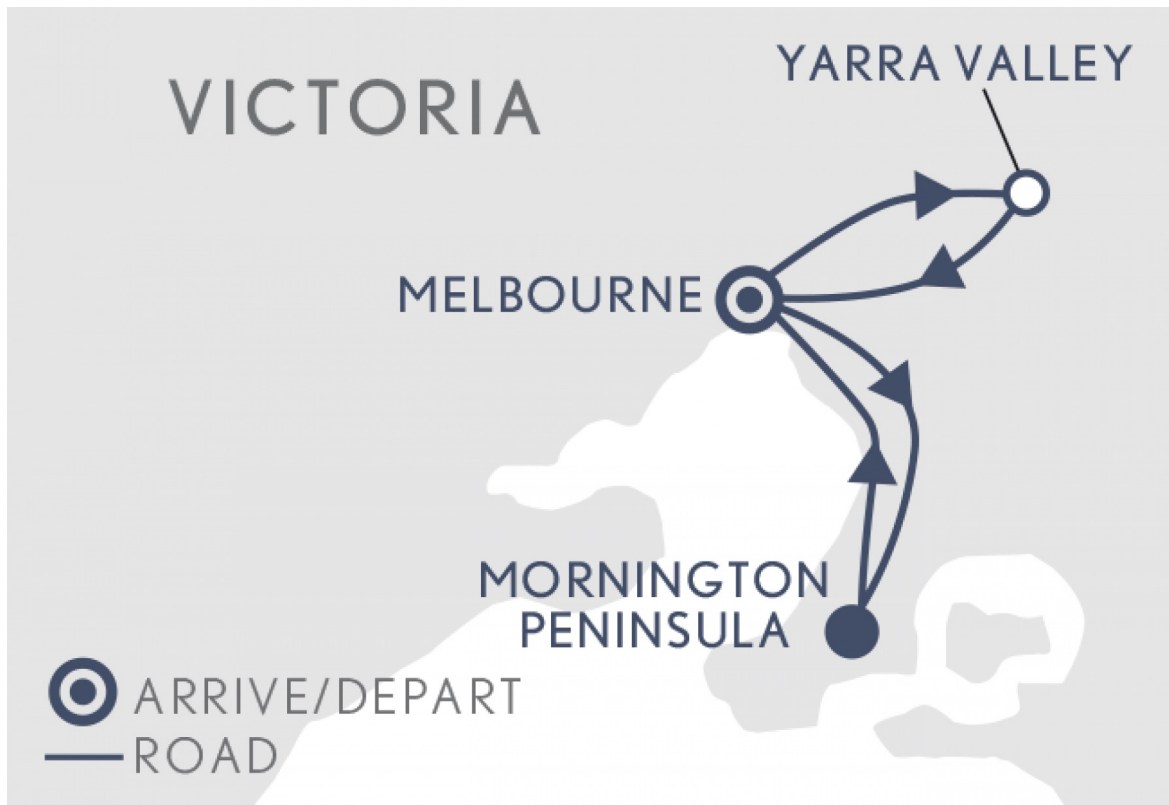 YARRA VALLEY
VICTORIA
MELBOURNE
MORNINGTON
PENINSULA
ARRIVE/DEPART
ROAD